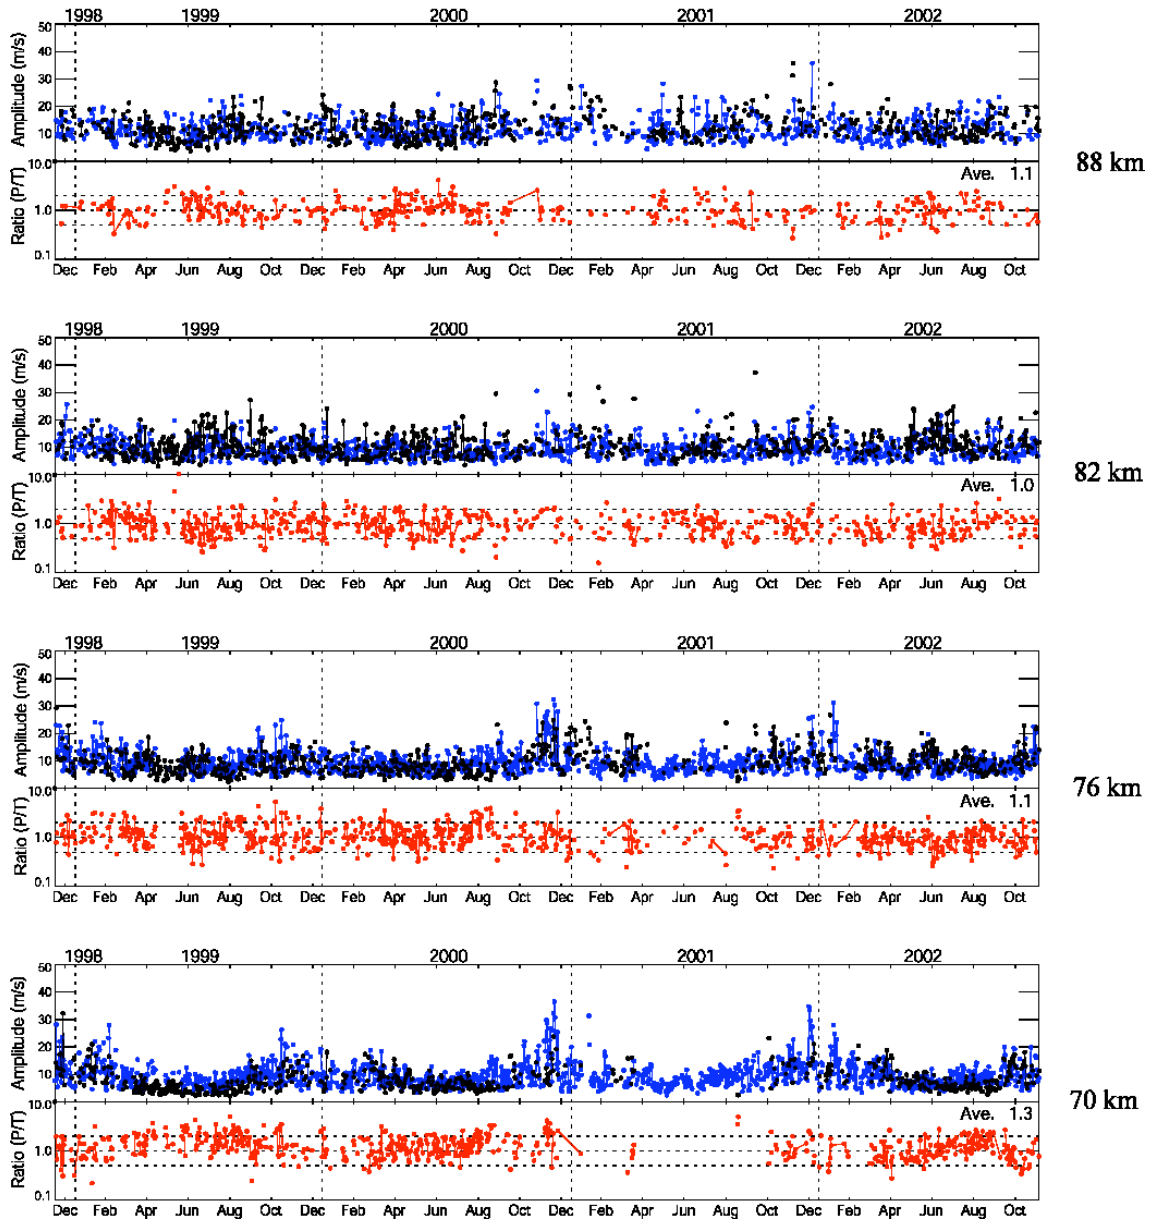 1998 1999 2000 2001 2002
50
40
30
20
10
Amplitude (m/s)
88 km
10.0
1.0
0.1
Ratio (P/T)
Ave. 1.1
Dec Feb Apr Jun Aug Oct Dec Feb Apr Jun Aug Oct Dec Feb Apr Jun Aug Oct Dec Feb Apr Jun Aug Oct
1998 1999 2000 2001 2002
50
40
30
20
10
Amplitude (m/s)
82 km
10.0
1.0
0.1
Ratio (P/T)
Ave. 1.0
Dec Feb Apr Jun Aug Oct Dec Feb Apr Jun Aug Oct Dec Feb Apr Jun Aug Oct Dec Feb Apr Jun Aug Oct
1998 1999 2000 2001 2002
50
40
30
20
10
Amplitude (m/s)
76 km
10.0
1.0
0.1
Ratio (P/T)
Ave. 1.1
Dec Feb Apr Jun Aug Oct Dec Feb Apr Jun Aug Oct Dec Feb Apr Jun Aug Oct Dec Feb Apr Jun Aug Oct
1998 1999 2000 2001 2002
50
40
30
20
10
Amplitude (m/s)
70 km
10.0
1.0
0.1
Ratio (P/T)
Ave. 1.3
Dec Feb Apr Jun Aug Oct Dec Feb Apr Jun Aug Oct Dec Feb Apr Jun Aug Oct Dec Feb Apr Jun Aug Oct